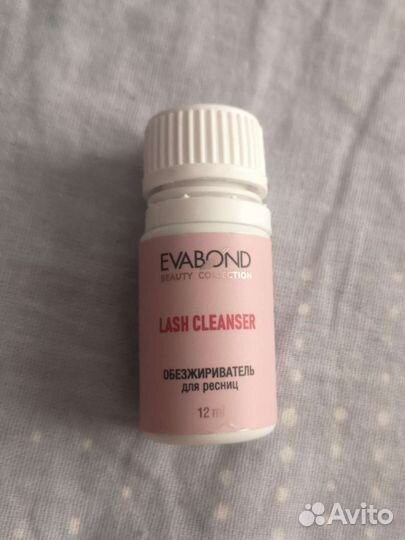 EVABOND
BEAUTY COLLECTION
LASH CLEANSER
ОБЕЗЖИРИВАТЕЛЬ
для ресниц
12 ml
Avito